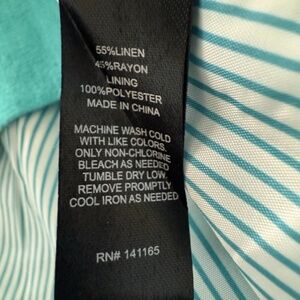 55%LINEN
45%RAYON
LINING
100%POLYESTER
MADE IN CHINA
MACHINE WASH COLD
WITH LIKE COLORS.
ONLY NON-CHLORINE
BLEACH AS NEEDED
TUMBLE DRY LOW.
REMOVE PROMPTLY
COOL IRON AS NEEDED
RN# 141165